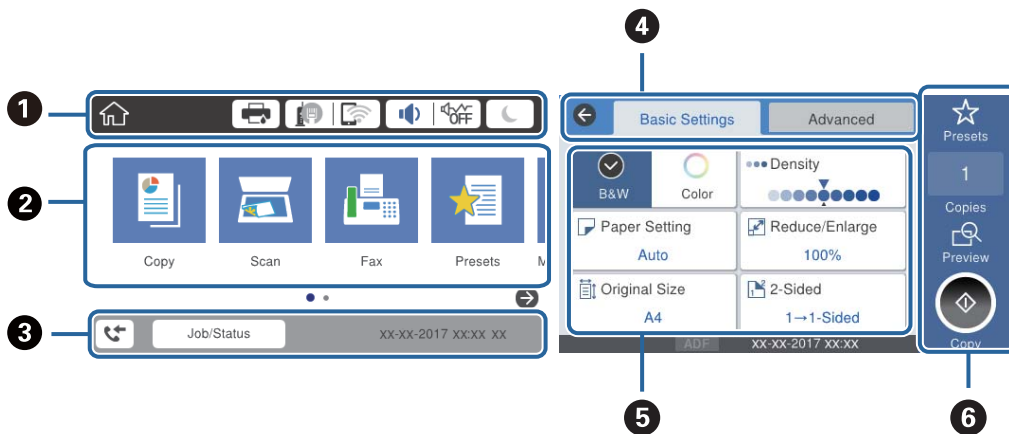 4
1
OFF
Basic Settings
Advanced
Presets
2
B&W
Color
Density
1
Copies
Paper Setting
Auto
Reduce/Enlarge
100%
Preview
Copy
Scan
Fax
Presets
Original Size
A4
2-Sided
1→1-Sided
3
Job/Status
xx-xx-2017 xx:xx xx
ADF
xx-xx-2017 xx:xx
Copy
5
6